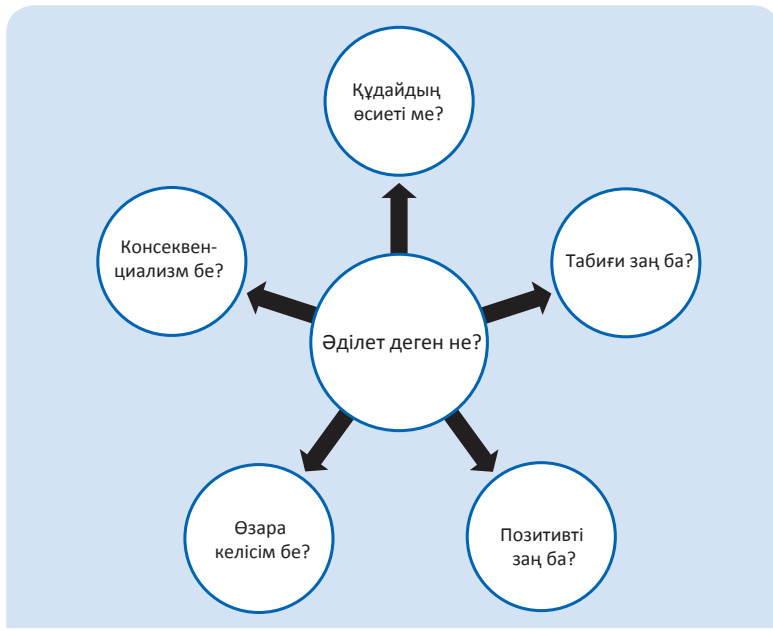 Құдайдың
өсиеті ме?
Консеквен-
циализм бе?
Табиғи заң ба?
Әділет деген не?
Өзара
келісім бе?
Позитивті
заң ба?